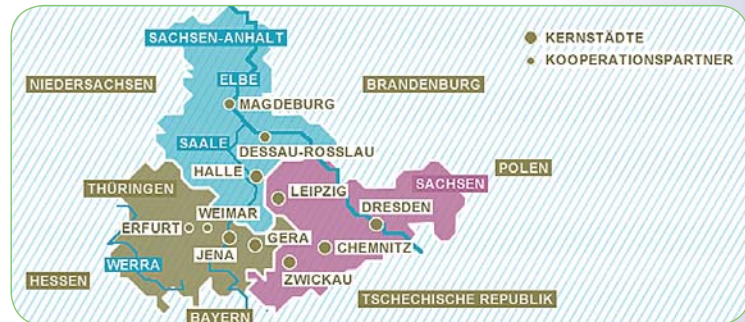 SACHSEN-ANHALT
KERNSTÄDTE
KOOPERATIONSPARTNER
NIEDERSACHSEN
ELBE
BRANDENBURG
MAGDEBURG
SAALE
DESSAU-ROSSLAU
HALLE
POLEN
THÜRINGEN
LEIPZIG
SACHSEN
WEIMAR
DRESDEN
ERFURT
GERA
JENA
CHEMNITZ
WERRA
ZWICKAU
HESSEN
TSCHECHISCHE REPUBLIK
BAYERN